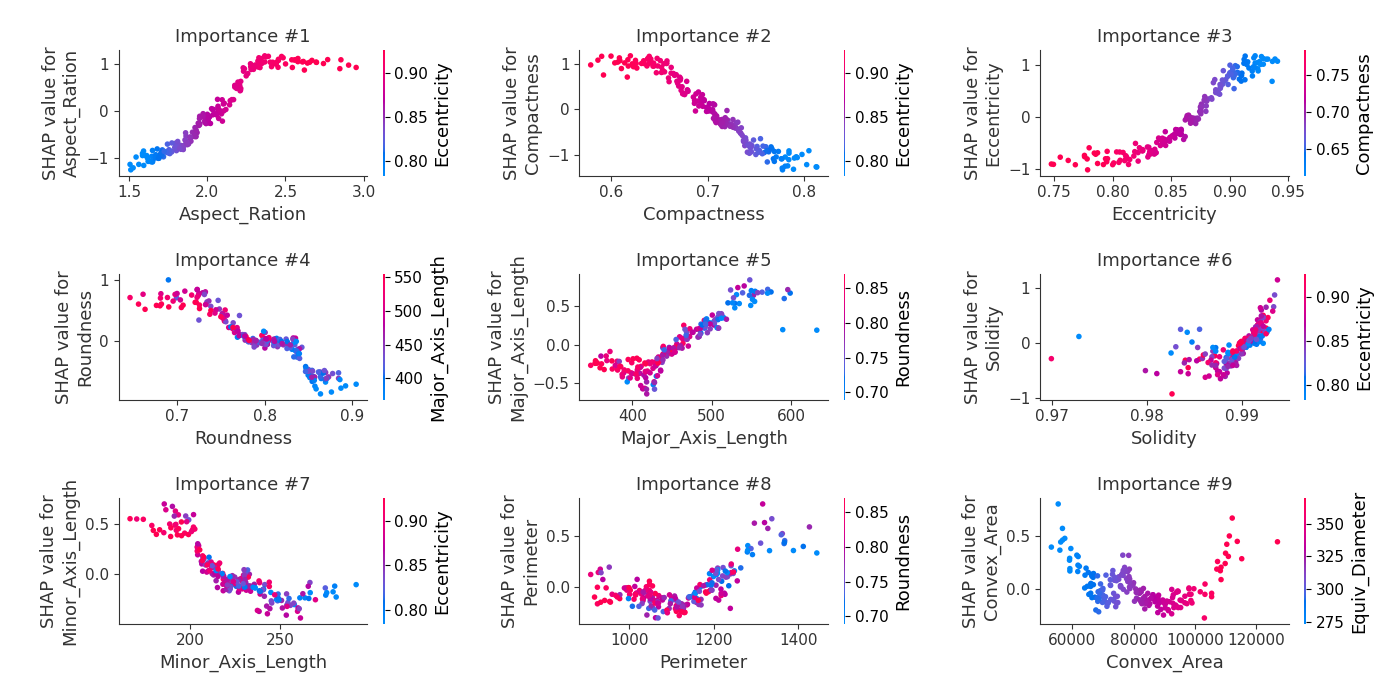 Importance #1
SHAP value for
Aspect_Ration
1
0
−1
1.5
2.0
2.5
3.0
Aspect_Ration
0.90
0.85
0.80
Eccentricity
Importance #2
SHAP value for
Compactness
1
0
−1
0.6
0.7
0.8
Compactness
0.90
0.85
0.80
Eccentricity
Importance #3
SHAP value for
Eccentricity
1
0
−1
0.75
0.80
0.85
0.90
0.95
Eccentricity
0.75
0.70
0.65
Compactness
Importance #4
SHAP value for
Roundness
1
0
0.7
0.8
0.9
Roundness
550
500
450
400
Major_Axis_Length
Importance #5
SHAP value for
Major_Axis_Length
0.5
0.0
−0.5
400
500
600
Major_Axis_Length
0.85
0.80
0.75
0.70
Roundness
Importance #6
SHAP value for
Solidity
1
0
−1
0.97
0.98
0.99
Solidity
0.90
0.85
0.80
Eccentricity
Importance #7
SHAP value for
Minor_Axis_Length
0.5
0.0
200
250
Minor_Axis_Length
0.90
0.85
0.80
Eccentricity
Importance #8
SHAP value for
Perimeter
0.5
0.0
1000
1200
1400
Perimeter
0.85
0.80
0.75
0.70
Roundness
Importance #9
SHAP value for
Convex_Area
0.5
0.0
60000
80000
100000
120000
Convex_Area
350
325
300
275
Equiv_Diameter